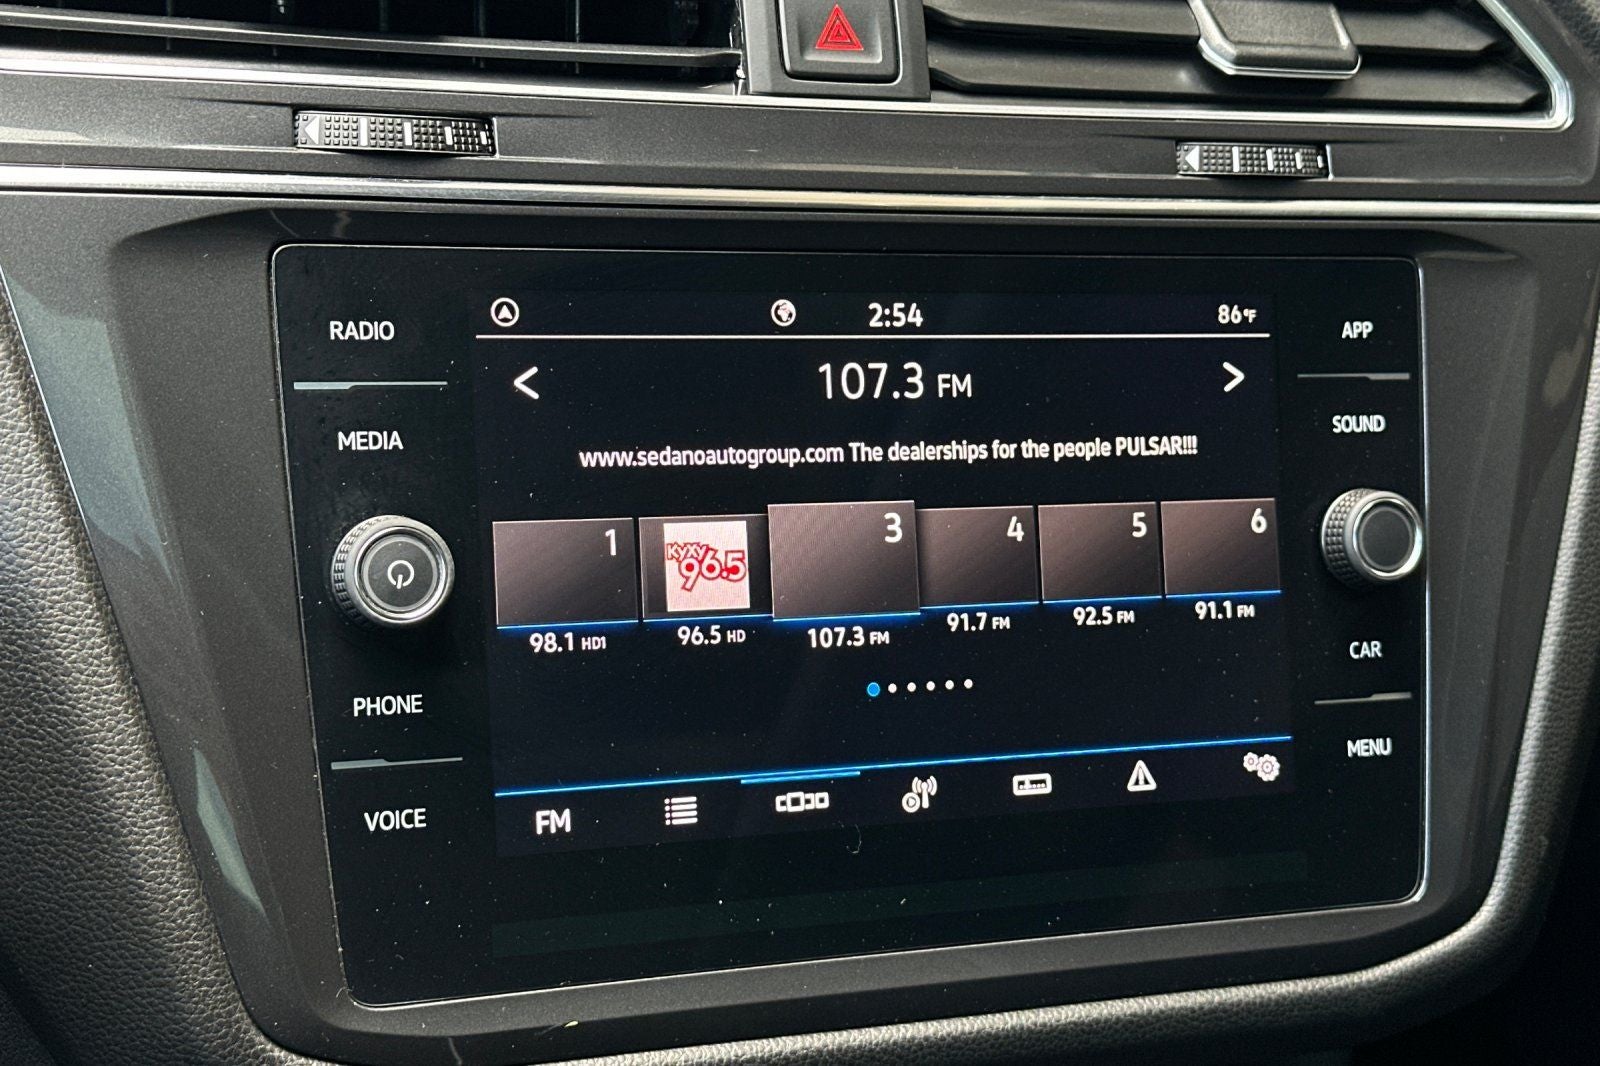 2:54
86°F
107.3 FM
www.sedanoautogroup.com The dealerships for the people PULSAR!!!
1
KyXy
96.5
3
4
5
6
98.1 HD1
96.5 HD
107.3 FM
91.7 FM
92.5 FM
91.1 FM
FM
RADIO
MEDIA
PHONE
VOICE
APP
SOUND
CAR
MENU